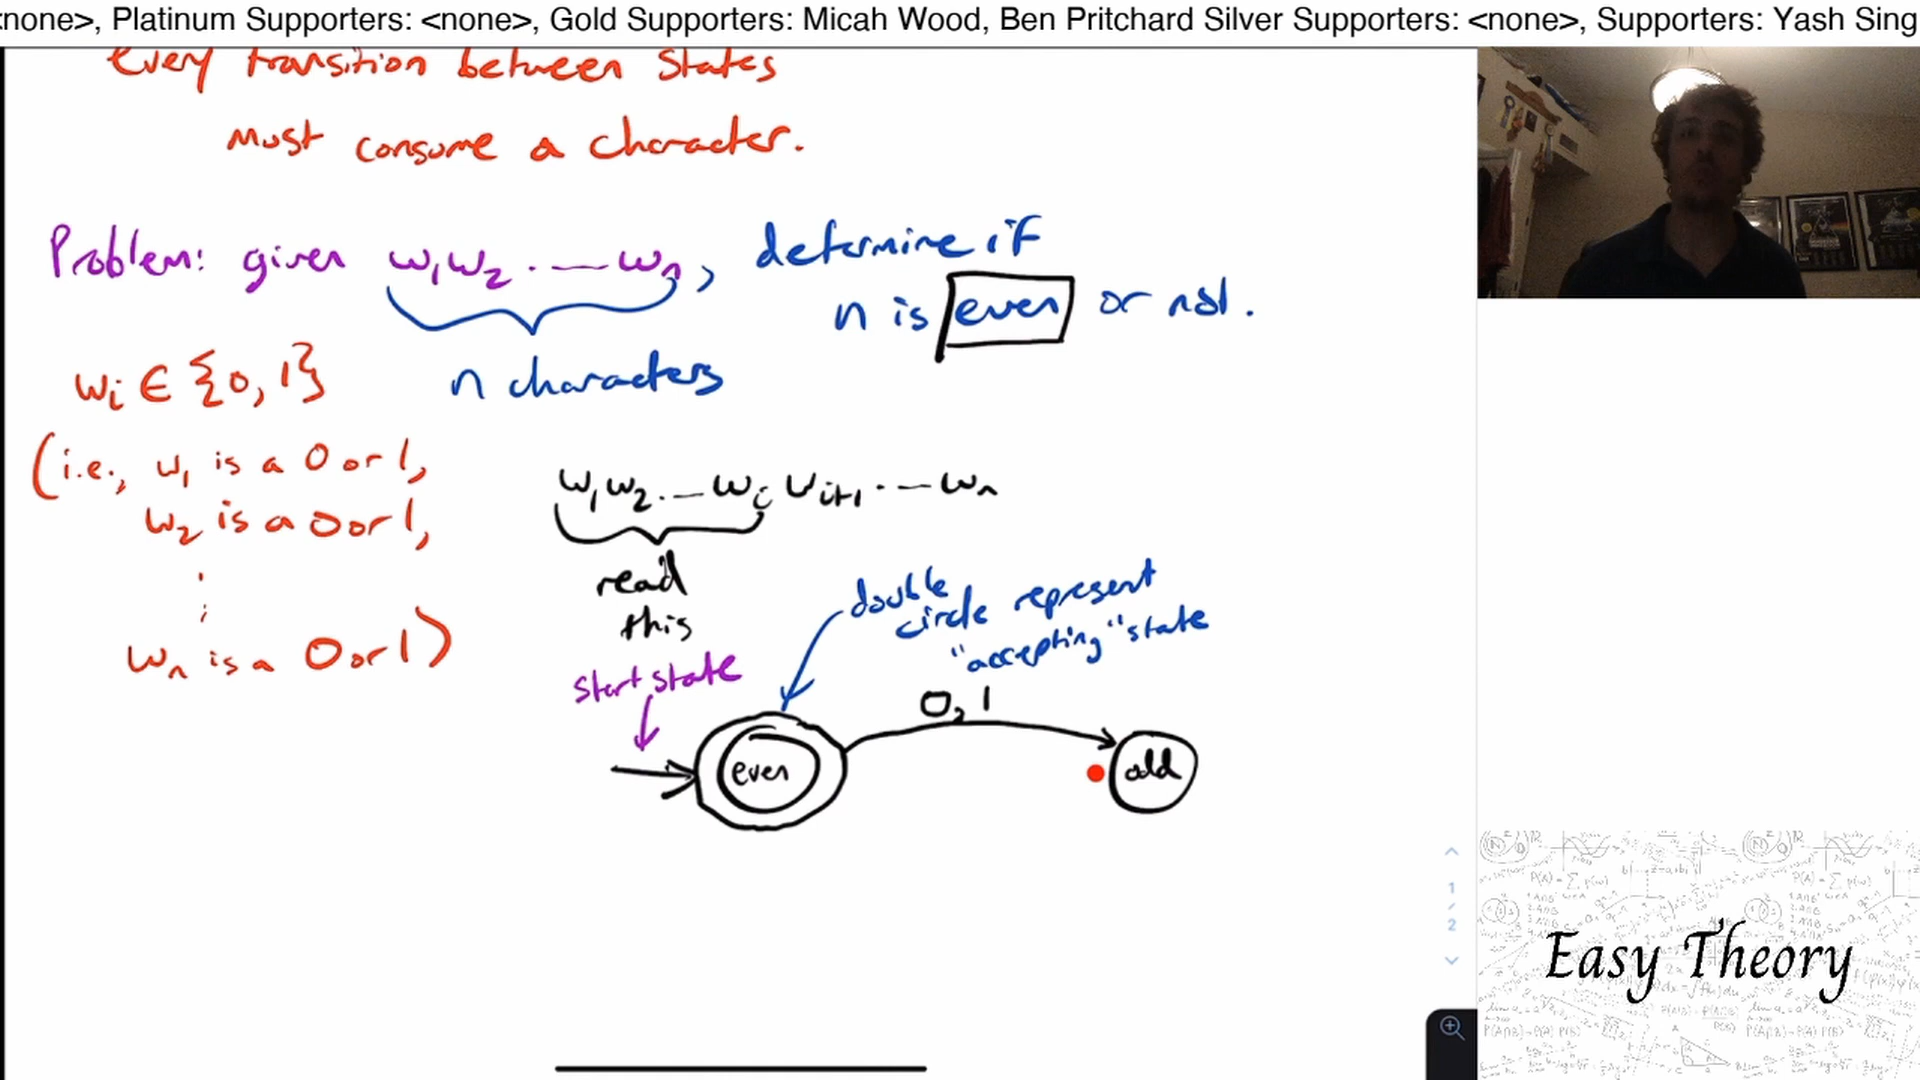 <none>, Platinum Supporters: <none>, Gold Supporters: Micah Wood, Ben Pritchard Silver Supporters: <none>, Supporters: Yash Sing
every transition between states
must consume a character.
Problem: given w₁w₂...wₙ, determine if
n is even or not.
n characters
wᵢ ∈ {0, 1}
(i.e., w₁ is a 0 or 1,
w₂ is a 0 or 1,
⋮
wₙ is a 0 or 1)
w₁w₂...wᵢ wᵢ₊₁...wₙ
read
this
double
circle represent
"accepting" state
start state
0, 1
even
odd
1
2
Easy Theory